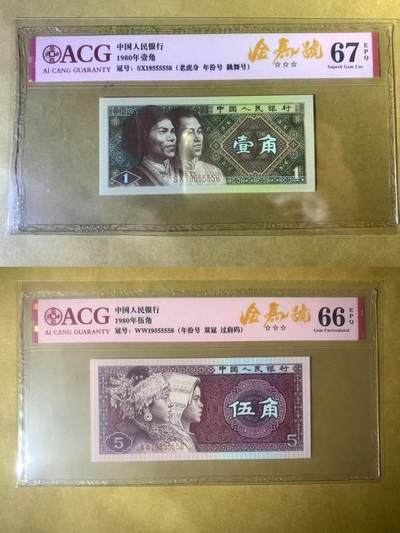 ACG
AI CANG GUARANTY
中国人民银行
1980年壹角
冠号：SX19555558（老虎身 年份号 跳舞号）
金马號
☆☆☆
67 EPQ
Superb Gem Unc
中国人民银行
壹角
1
1
ACG
AI CANG GUARANTY
中国人民银行
1980年伍角
冠号：WW19555558（年份号 双冠 过肩码）
金马號
☆☆☆
66 EPQ
Gem Uncirculated
中国人民银行
伍角
5
5